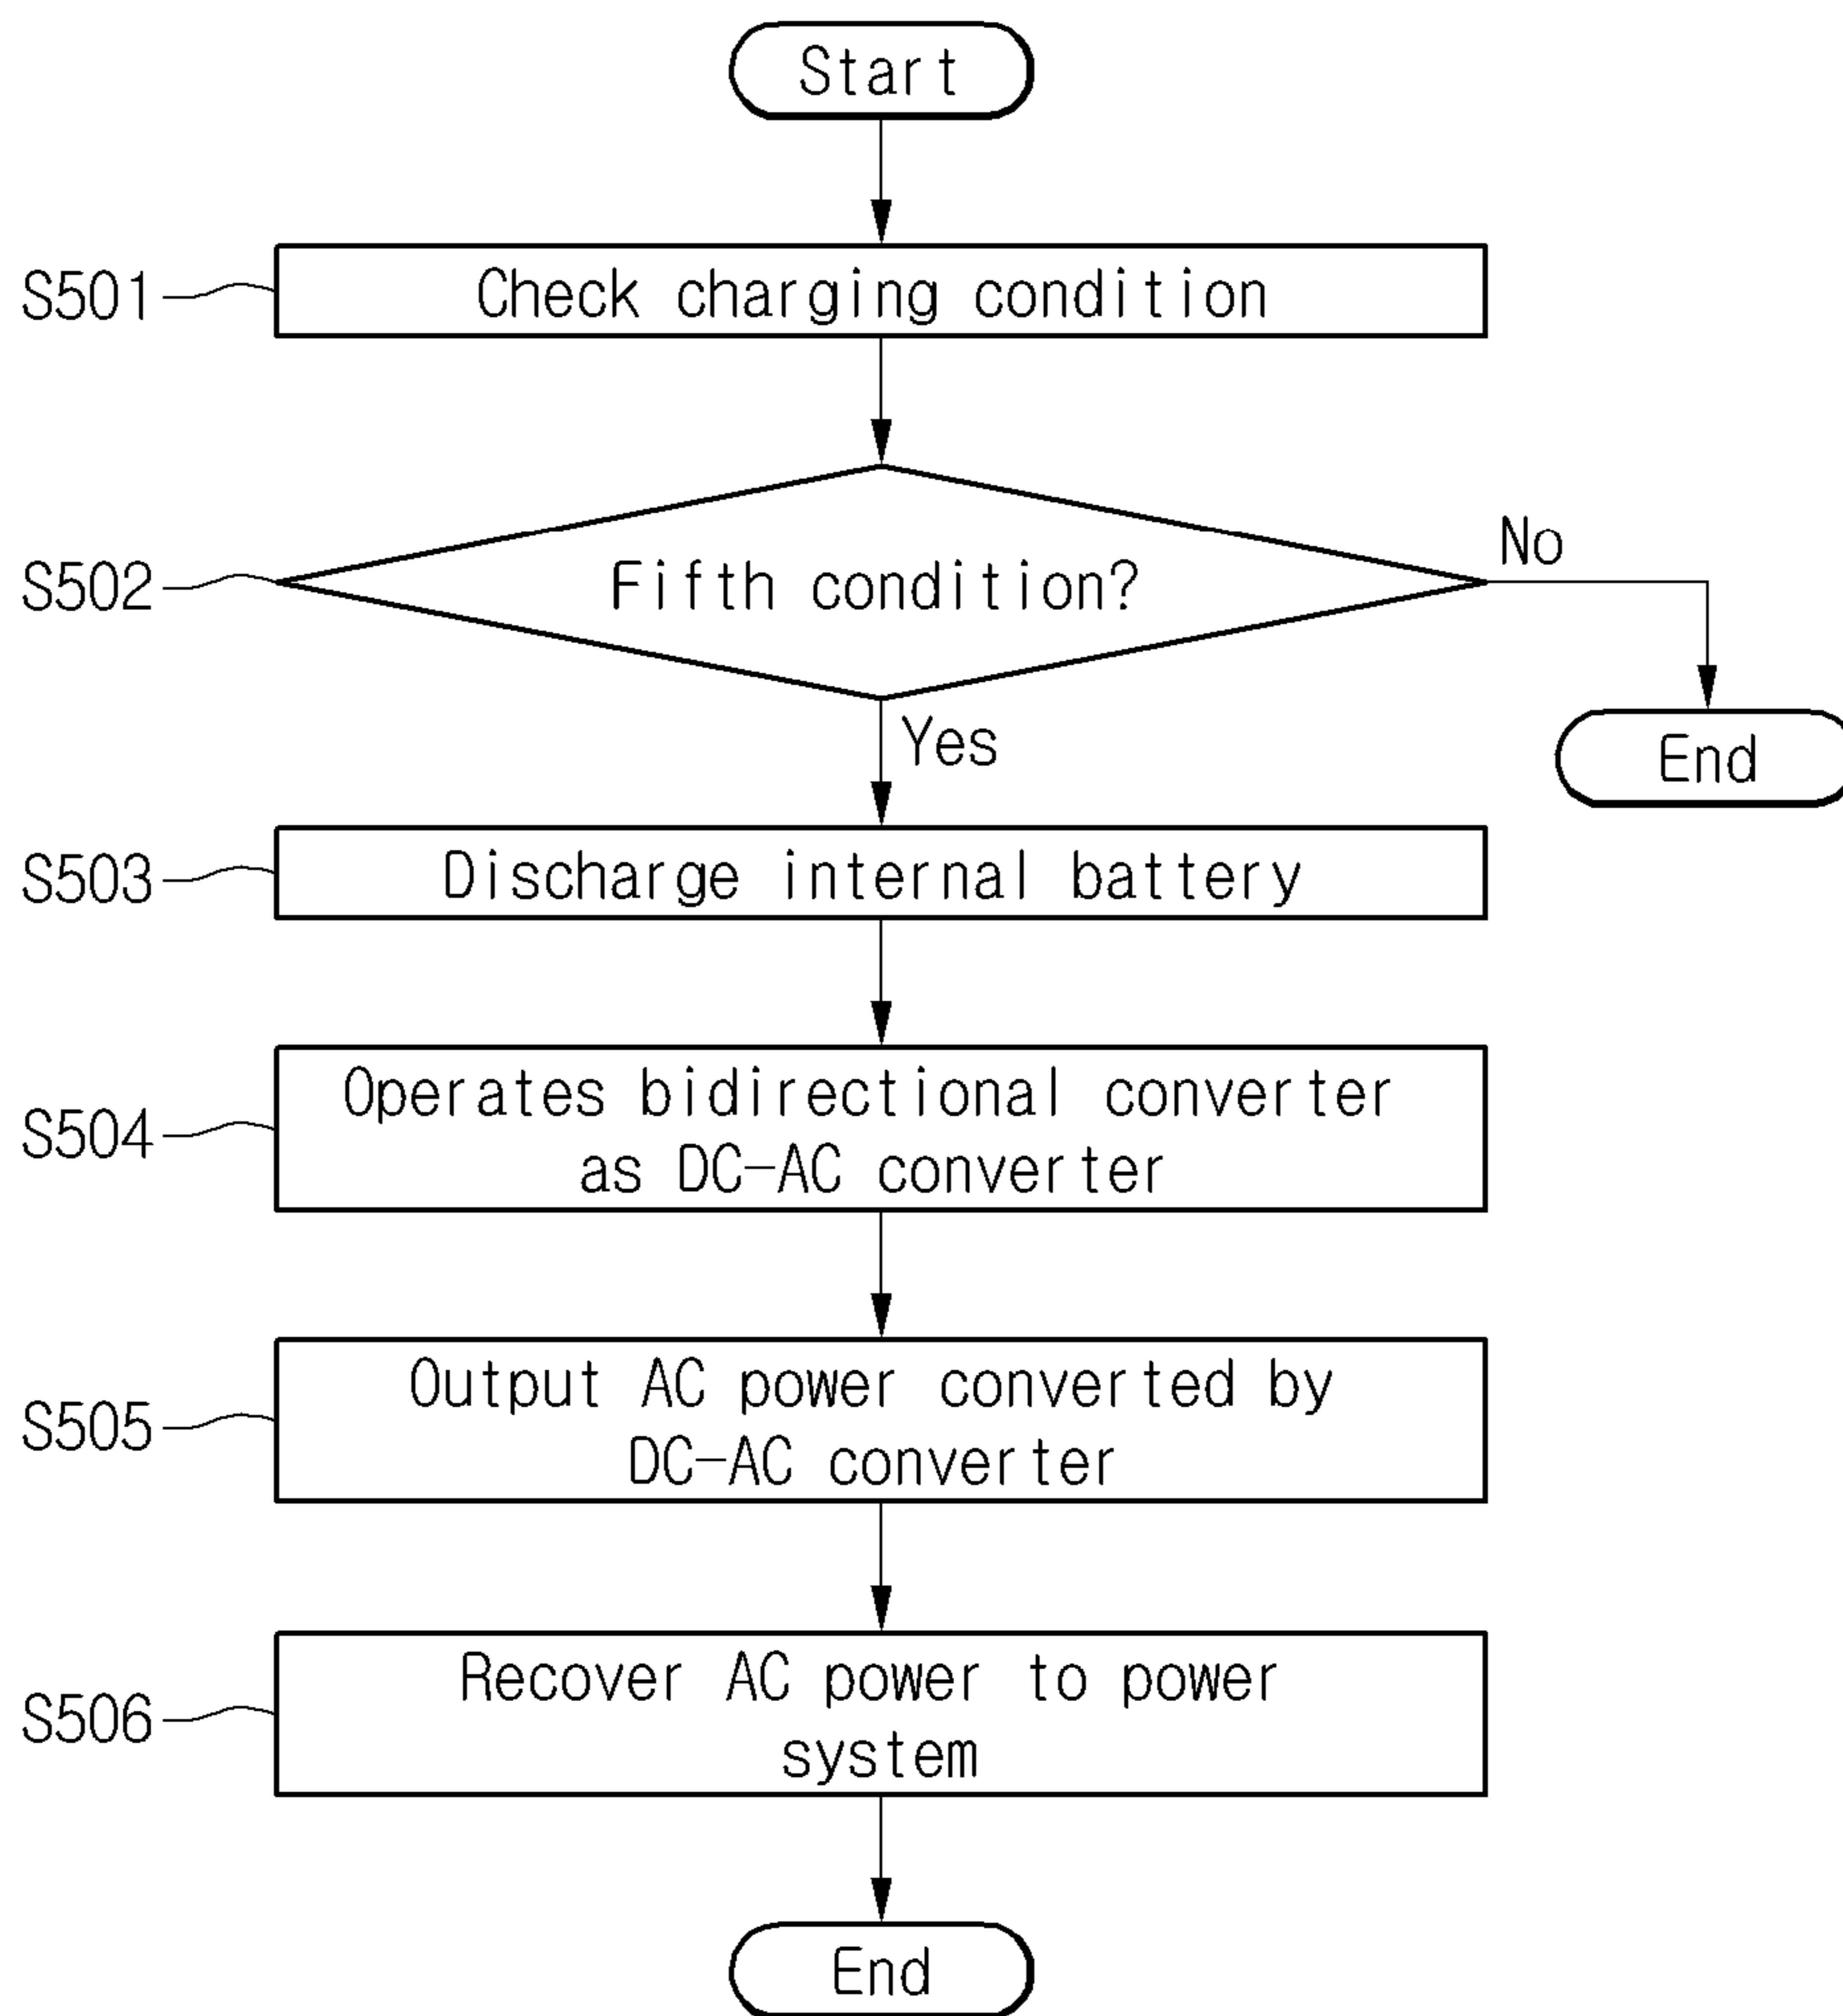 Start
S501
Check charging condition
S502
Fifth condition?
No
End
Yes
S503
Discharge internal battery
S504
Operates bidirectional converter
as DC-AC converter
S505
Output AC power converted by
DC-AC converter
S506
Recover AC power to power
system
End